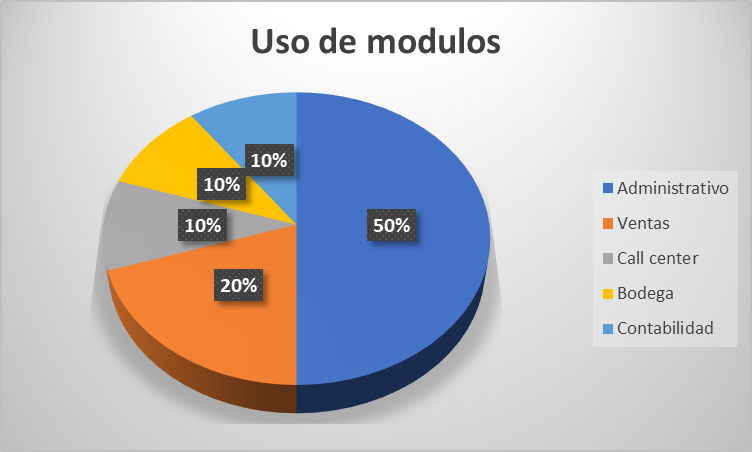 Uso de modulos
10%
10%
10%
50%
20%
Administrativo
Ventas
Call center
Bodega
Contabilidad